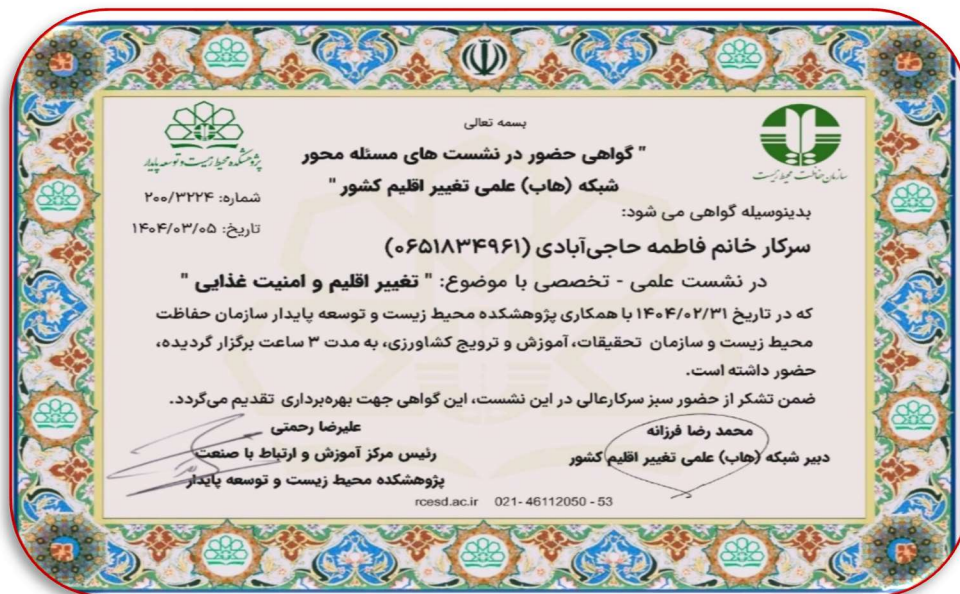 بسمه تعالی
" گواهی حضور در نشست های مسئله محور
شبکه (هاب) علمی تغییر اقلیم کشور "
سازمان حفاظت محیط زیست
پژوهشکده محیط زیست و توسعه پایدار
شماره: ۲۰۰/۳۲۲۴
تاریخ: ۱۴۰۴/۰۳/۰۵
بدینوسیله گواهی می شود:
سرکار خانم فاطمه حاجی‌آبادی (۰۶۵۱۸۳۴۹۶۱)
در نشست علمی - تخصصی با موضوع: " تغییر اقلیم و امنیت غذایی "
که در تاریخ ۱۴۰۴/۰۲/۳۱ با همکاری پژوهشکده محیط زیست و توسعه پایدار سازمان حفاظت
محیط زیست و سازمان تحقیقات، آموزش و ترویج کشاورزی، به مدت ۳ ساعت برگزار گردیده،
حضور داشته است.
ضمن تشکر از حضور سبز سرکارعالی در این نشست، این گواهی جهت بهره‌برداری تقدیم می‌گردد.
محمد رضا فرزانه
دبیر شبکه (هاب) علمی تغییر اقلیم کشور
علیرضا رحمتی
رئیس مرکز آموزش و ارتباط با صنعت
پژوهشکده محیط زیست و توسعه پایدار
rcesd.ac.ir 021- 46112050 - 53